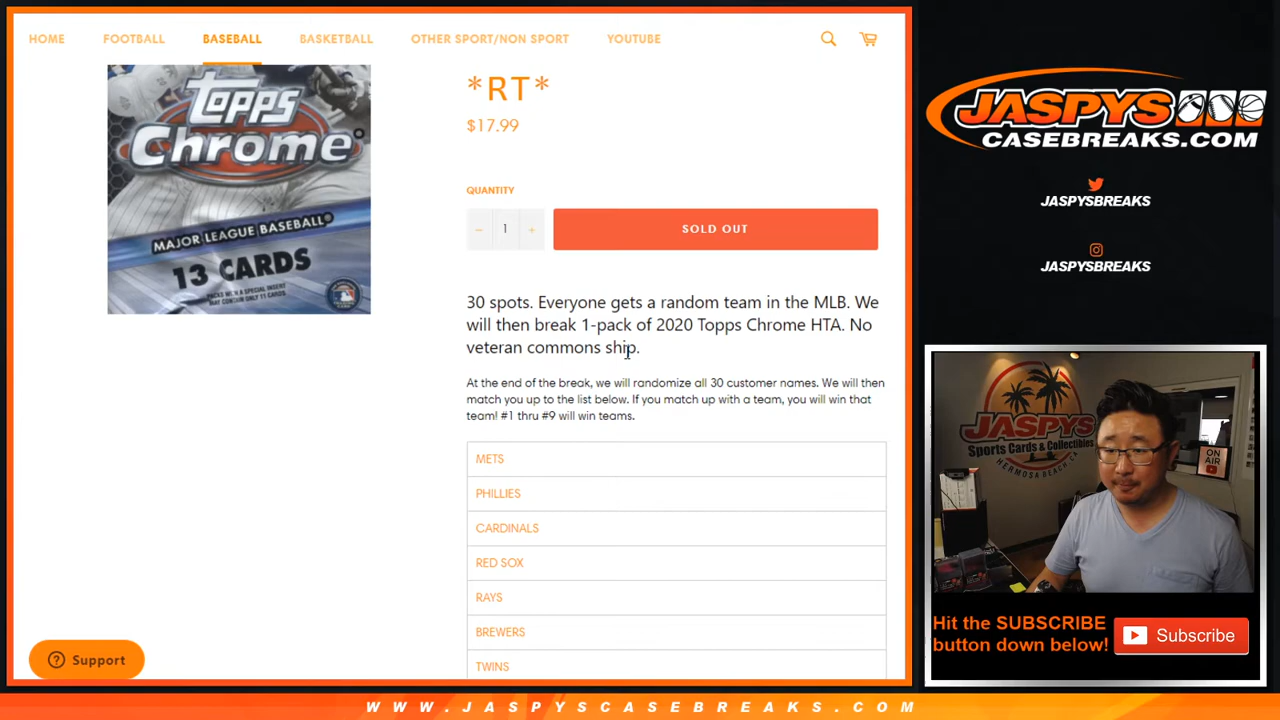 HOME
FOOTBALL
BASEBALL
BASKETBALL
OTHER SPORT/NON SPORT
YOUTUBE
Topps
Chrome
MAJOR LEAGUE BASEBALL®
13 CARDS
*RT*
$17.99
QUANTITY
− 1 +
SOLD OUT
30 spots. Everyone gets a random team in the MLB. We
will then break 1-pack of 2020 Topps Chrome HTA. No
veteran commons ship.
At the end of the break, we will randomize all 30 customer names. We will then
match you up to the list below. If you match up with a team, you will win that
team! #1 thru #9 will win teams.
METS
PHILLIES
CARDINALS
RED SOX
RAYS
BREWERS
TWINS
Support
JASPYS
CASEBREAKS.COM
JASPYSBREAKS
JASPYSBREAKS
JASPYS
Sports Cards & Collectibles
HERMOSA BEACH, CA
ON
AIR
Hit the SUBSCRIBE
button down below!
Subscribe
WWW.JASPYSCASEBREAKS.COM